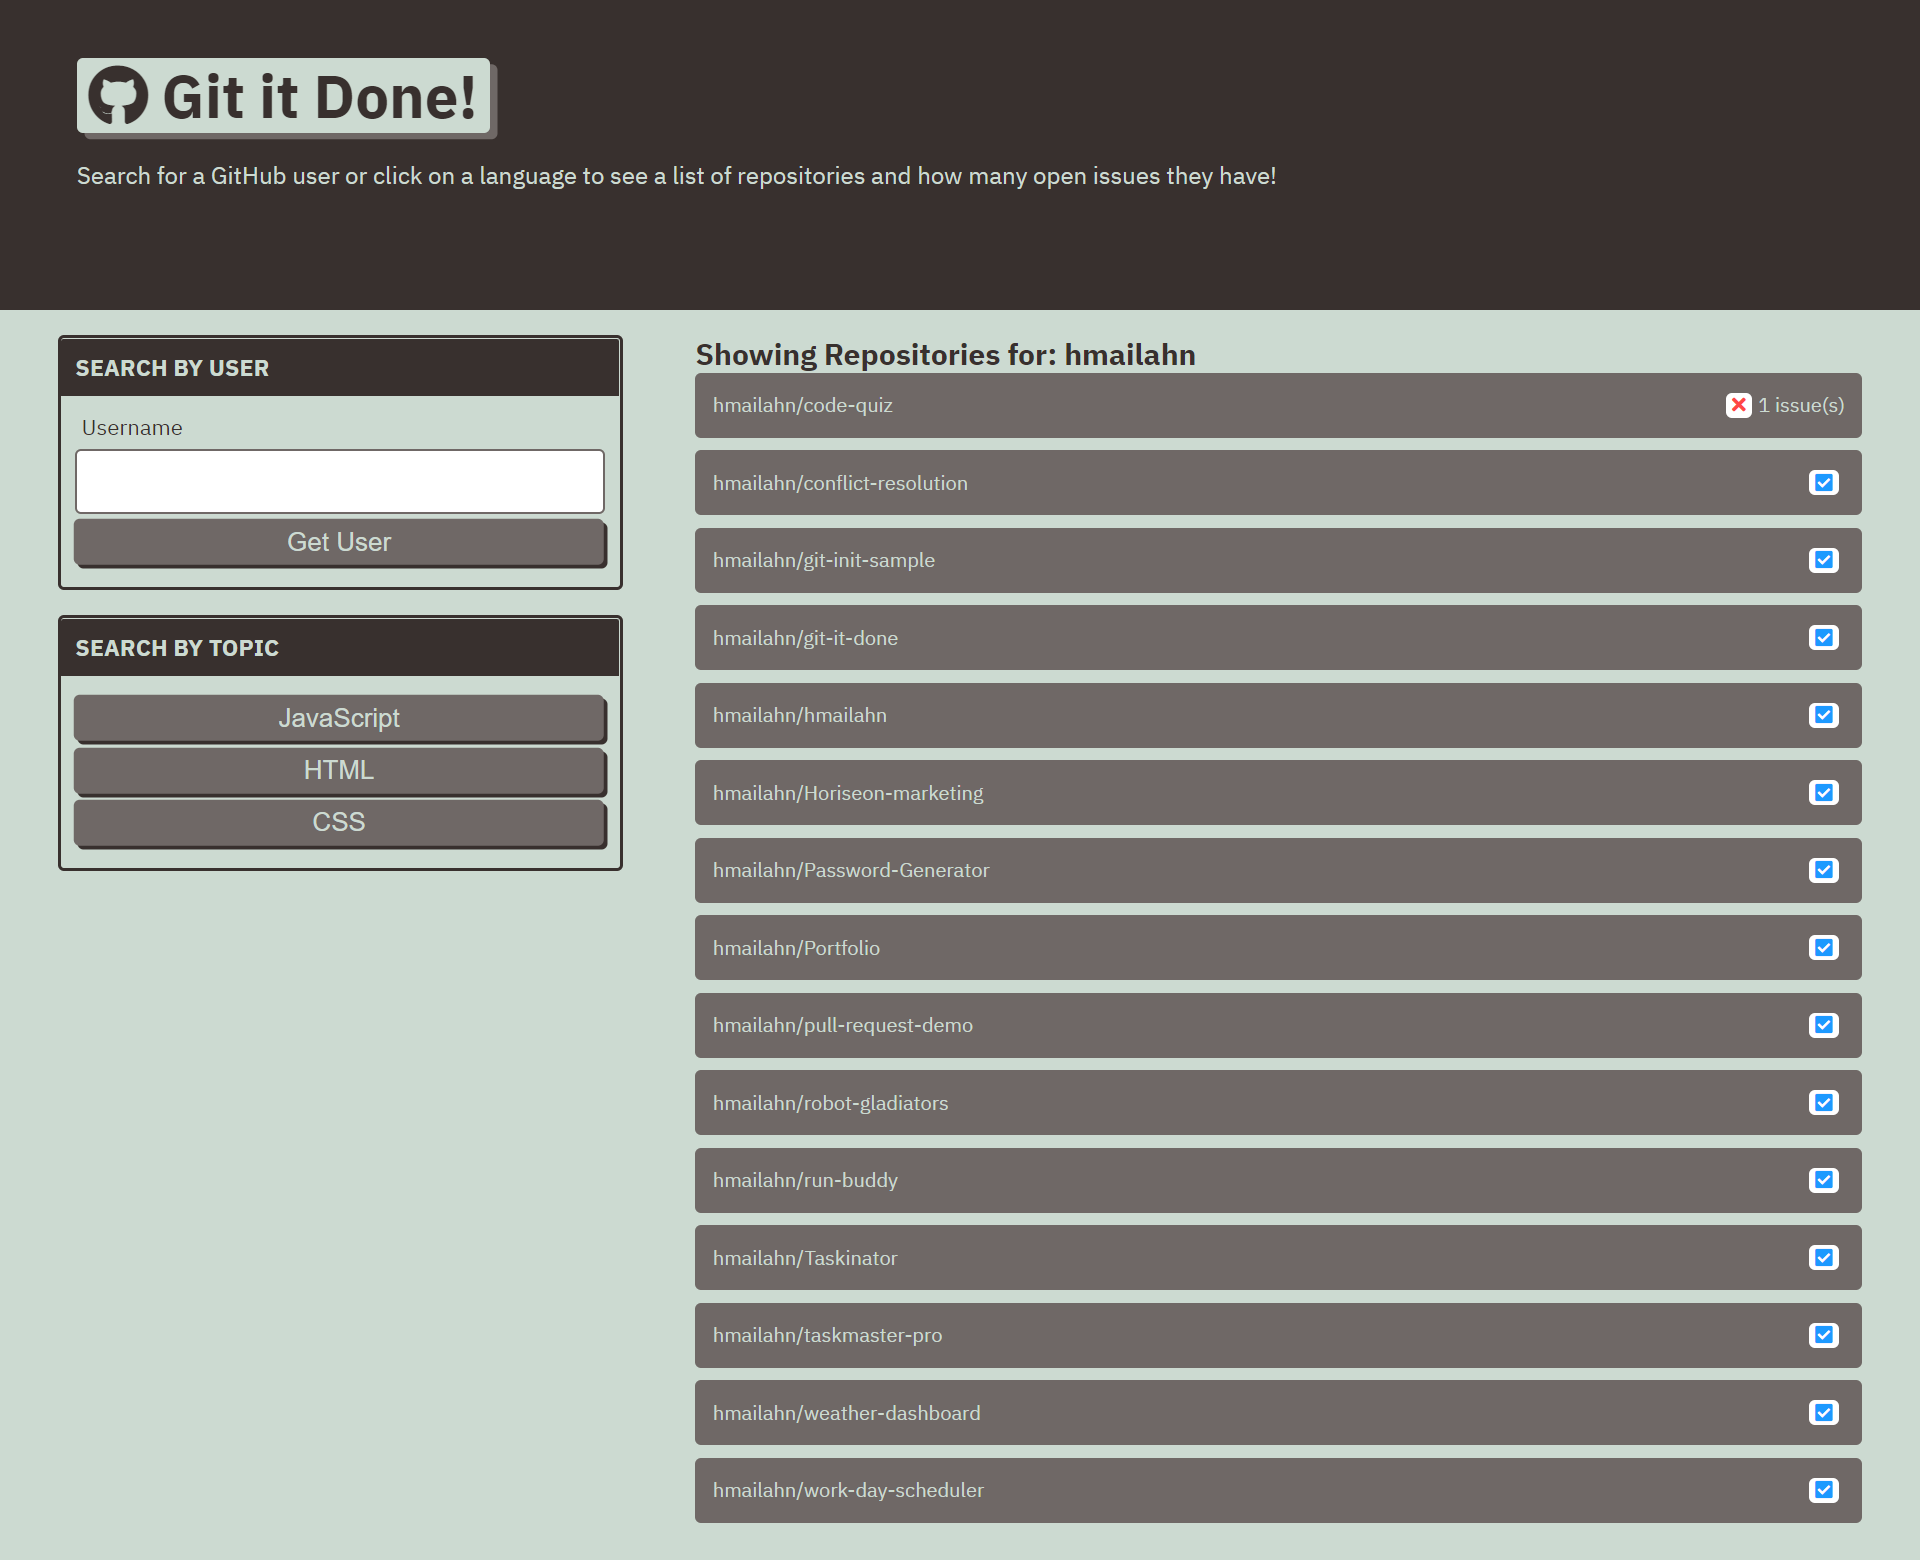 Git it Done!
Search for a GitHub user or click on a language to see a list of repositories and how many open issues they have!
SEARCH BY USER
Username
Get User
SEARCH BY TOPIC
JavaScript
HTML
CSS
Showing Repositories for: hmailahn
hmailahn/code-quiz 1 issue(s)
hmailahn/conflict-resolution
hmailahn/git-init-sample
hmailahn/git-it-done
hmailahn/hmailahn
hmailahn/Horiseon-marketing
hmailahn/Password-Generator
hmailahn/Portfolio
hmailahn/pull-request-demo
hmailahn/robot-gladiators
hmailahn/run-buddy
hmailahn/Taskinator
hmailahn/taskmaster-pro
hmailahn/weather-dashboard
hmailahn/work-day-scheduler